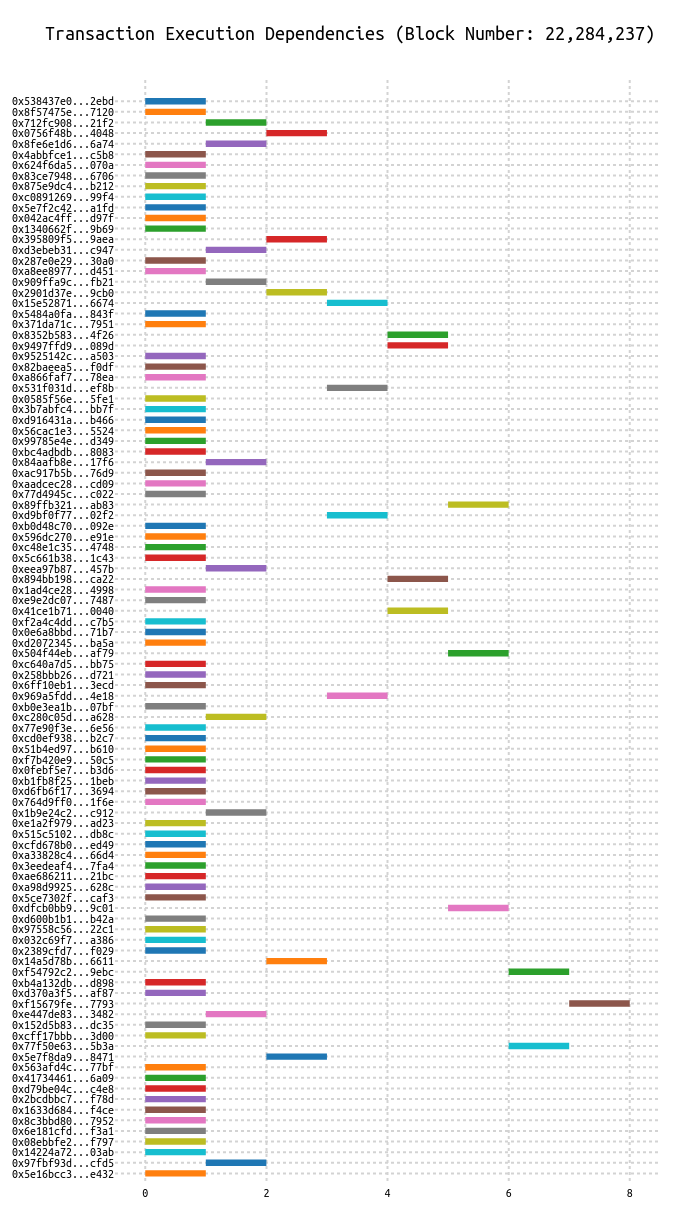 Transaction Execution Dependencies (Block Number: 22,284,237)
0x538437e0...2ebd
0x8f57475e...7120
0x712fc908...21f2
0x0756f48b...4048
0x8fe6e1d6...6a74
0x4abbfce1...c5b8
0x624f6da5...070a
0x83ce7948...6706
0x875e9dc4...b212
0xc0891269...99f4
0x5e7f2c42...a1fd
0x042ac4ff...d97f
0x1340662f...9b69
0x395809f5...9aea
0xd3ebeb31...c947
0x287e0e29...30a0
0xa8ee8977...d451
0x909ffa9c...fb21
0x2901d37e...9cb0
0x15e52871...6674
0x5484a0fa...843f
0x371da71c...7951
0x8352b583...4f26
0x9497ffd9...089d
0x9525142c...a503
0x82baeea5...f0df
0xa866faf7...78ea
0x531f031d...ef8b
0x0585f56e...5fe1
0x3b7abfc4...bb7f
0xd916431a...b466
0x56cac1e3...5524
0x99785e4e...d349
0xbc4adbdb...8083
0x84aafb8e...17f6
0xac917b5b...76d9
0xaadcec28...cd09
0x77d4945c...c022
0x89ffb321...ab83
0xd9bf0f77...02f2
0xb0d48c70...092e
0x596dc270...e91e
0xc48e1c35...4748
0x5c661b38...1c43
0xeea97b87...457b
0x894bb198...ca22
0x1ad4ce28...4998
0xe9e2dc07...7487
0x41ce1b71...0040
0xf2a4c4dd...c7b5
0x0e6a8bbd...71b7
0xd2072345...ba5a
0x504f44eb...af79
0xc640a7d5...bb75
0x258bbb26...d721
0x6ff10eb1...3ecd
0x969a5fdd...4e18
0xb0e3ea1b...07bf
0xc280c05d...a628
0x77e90f3e...6e56
0xcd0ef938...b2c7
0x51b4ed97...b610
0xf7b420e9...50c5
0x0febf5e7...b3d6
0xb1fb8f25...1beb
0xd6fb6f17...3694
0x764d9ff0...1f6e
0x1b9e24c2...c912
0xe1a2f979...ad23
0x515c5102...db8c
0xcfd678b0...ed49
0xa33828c4...66d4
0x3eedeaf4...7fa4
0xae686211...21bc
0xa98d9925...628c
0x5ce7302f...caf3
0xdfcb0bb9...9c01
0xd600b1b1...b42a
0x97558c56...22c1
0x032c69f7...a386
0x2389cfd7...f029
0x14a5d78b...6611
0xf54792c2...9ebc
0xb4a132db...d898
0xd370a3f5...af87
0xf15679fe...7793
0xe447de83...3482
0x152d5b83...dc35
0xcff17bbb...3d00
0x77f50e63...5b3a
0x5e7f8da9...8471
0x563afd4c...77bf
0x41734461...6a09
0xd79be04c...c4e8
0x2bcdbbc7...f78d
0x1633d684...f4ce
0x8c3bbd80...7952
0x6e181cfd...f3a1
0x08ebbfe2...f797
0x14224a72...03ab
0x97fbf93d...cfd5
0x5e16bcc3...e432
0 2 4 6 8